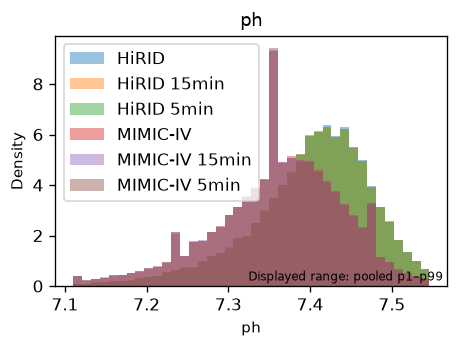 ph
HiRID
HiRID 15min
HiRID 5min
MIMIC-IV
MIMIC-IV 15min
MIMIC-IV 5min
Density
8
6
4
2
0
Displayed range: pooled p1–p99
7.1 7.2 7.3 7.4 7.5
ph